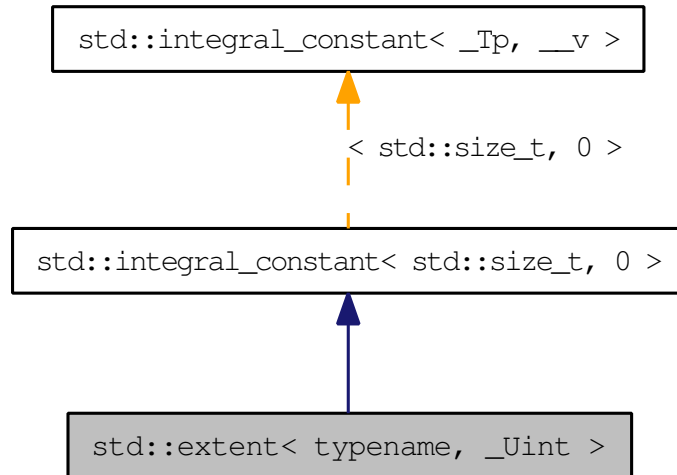 std::integral_constant< _Tp, __v >
< std::size_t, 0 >
std::integral_constant< std::size_t, 0 >
std::extent< typename, _Uint >